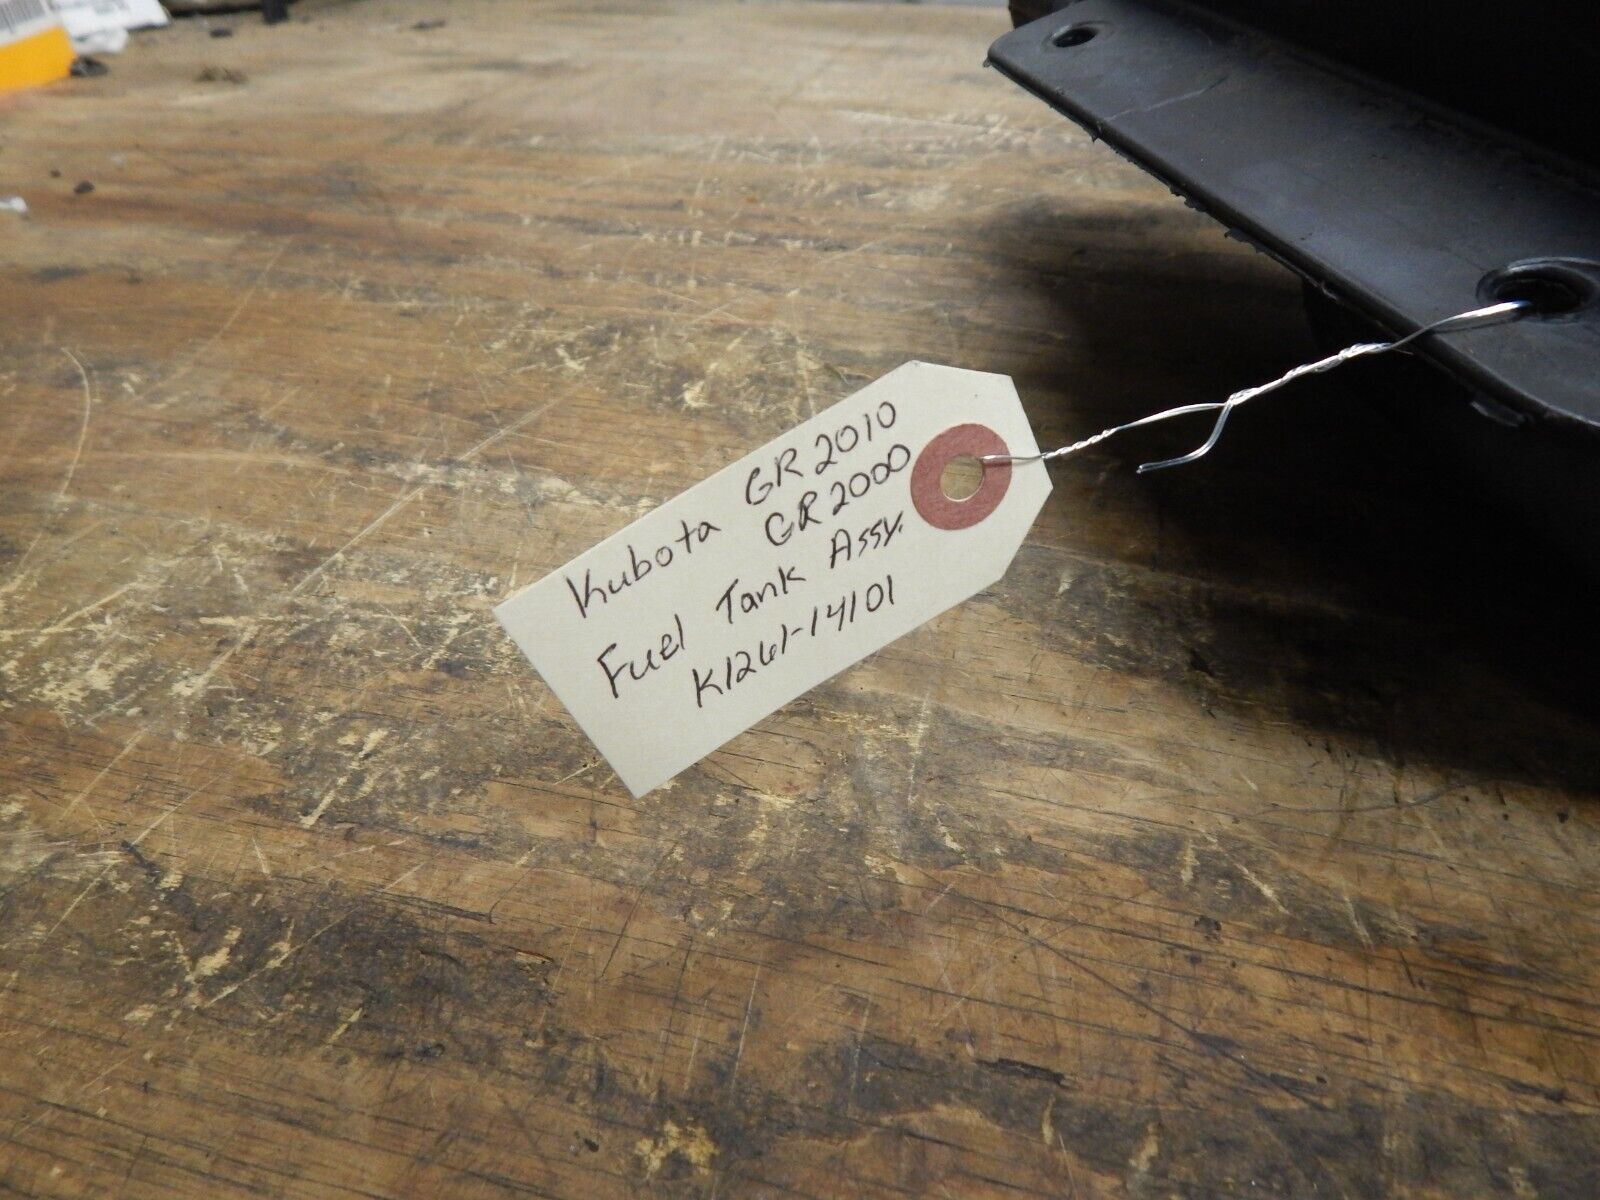 Kubota GR2010
GR2000
Fuel Tank Assy.
K1261-14101